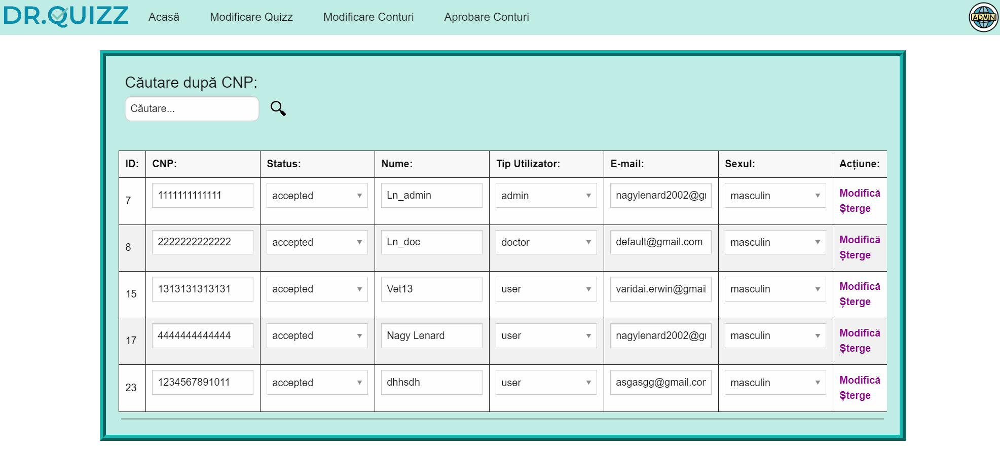 DR.QUIZZ Acasă Modificare Quizz Modificare Conturi Aprobare Conturi ADMIN
Căutare după CNP:
Căutare...
ID: CNP: Status: Nume: Tip Utilizator: E-mail: Sexul: Acțiune:
7 1111111111111 accepted Ln_admin admin nagylenard2002@gr masculin Modifică
Șterge
8 2222222222222 accepted Ln_doc doctor default@gmail.com masculin Modifică
Șterge
15 1313131313131 accepted Vet13 user varidai.erwin@gmail masculin Modifică
Șterge
17 4444444444444 accepted Nagy Lenard user nagylenard2002@gr masculin Modifică
Șterge
23 1234567891011 accepted dhhsdh user asgasgg@gmail.con masculin Modifică
Șterge